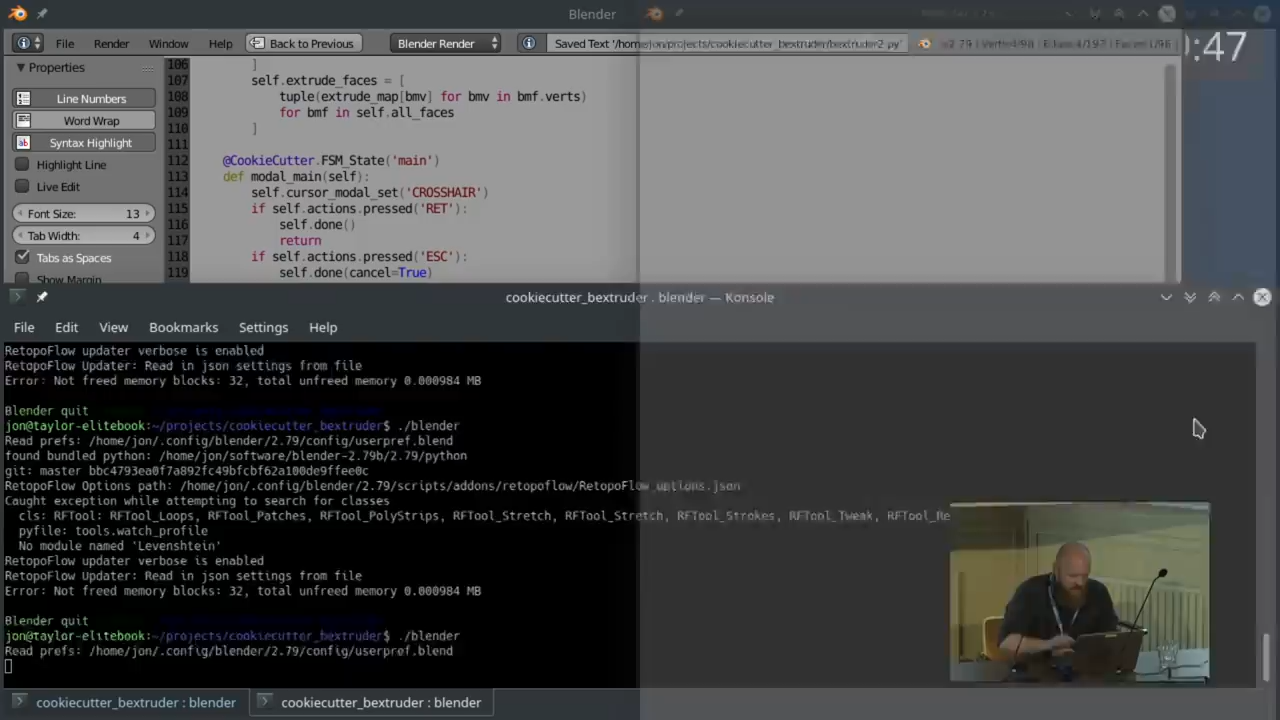 Blender
File Render Window Help Back to Previous Blender Render Saved Text '/home/jon/projects/cookiecutter_bextruder/bextruder2.py'
:47
Properties
Line Numbers
Word Wrap
Syntax Highlight
Highlight Line
Live Edit
Font Size: 13
Tab Width: 4
Tabs as Spaces
Show Margin
106 ]
107 self.extrude_faces = [
108 tuple(extrude_map[bmv] for bmv in bmf.verts)
109 for bmf in self.all_faces
110 ]
111
112 @CookieCutter.FSM_State('main')
113 def modal_main(self):
114 self.cursor_modal_set('CROSSHAIR')
115 if self.actions.pressed('RET'):
116 self.done()
117 return
118 if self.actions.pressed('ESC'):
119 self.done(cancel=True)
cookiecutter_bextruder : blender — Konsole
File Edit View Bookmarks Settings Help
RetopoFlow updater verbose is enabled
RetopoFlow Updater: Read in json settings from file
Error: Not freed memory blocks: 32, total unfreed memory 0.000984 MB
Blender quit
jon@taylor-elitebook:~/projects/cookiecutter_bextruder$ ./blender
Read prefs: /home/jon/.config/blender/2.79/config/userpref.blend
found bundled python: /home/jon/software/blender-2.79b/2.79/python
git: master bbc4793ea0f7a892fc49bfcbf62a100de9ffee0c
RetopoFlow Options path: /home/jon/.config/blender/2.79/scripts/addons/retopoflow/RetopoFlow_options.json
Caught exception while attempting to search for classes
cls: RFTool: RFTool_Loops, RFTool_Patches, RFTool_PolyStrips, RFTool_Stretch, RFTool_Stretch, RFTool_Strokes, RFTool_Tweak, RFTool_Re
pyfile: tools.watch_profile
No module named 'Levenshtein'
RetopoFlow updater verbose is enabled
RetopoFlow Updater: Read in json settings from file
Error: Not freed memory blocks: 32, total unfreed memory 0.000984 MB
Blender quit
jon@taylor-elitebook:~/projects/cookiecutter_bextruder$ ./blender
Read prefs: /home/jon/.config/blender/2.79/config/userpref.blend
cookiecutter_bextruder : blender cookiecutter_bextruder : blender